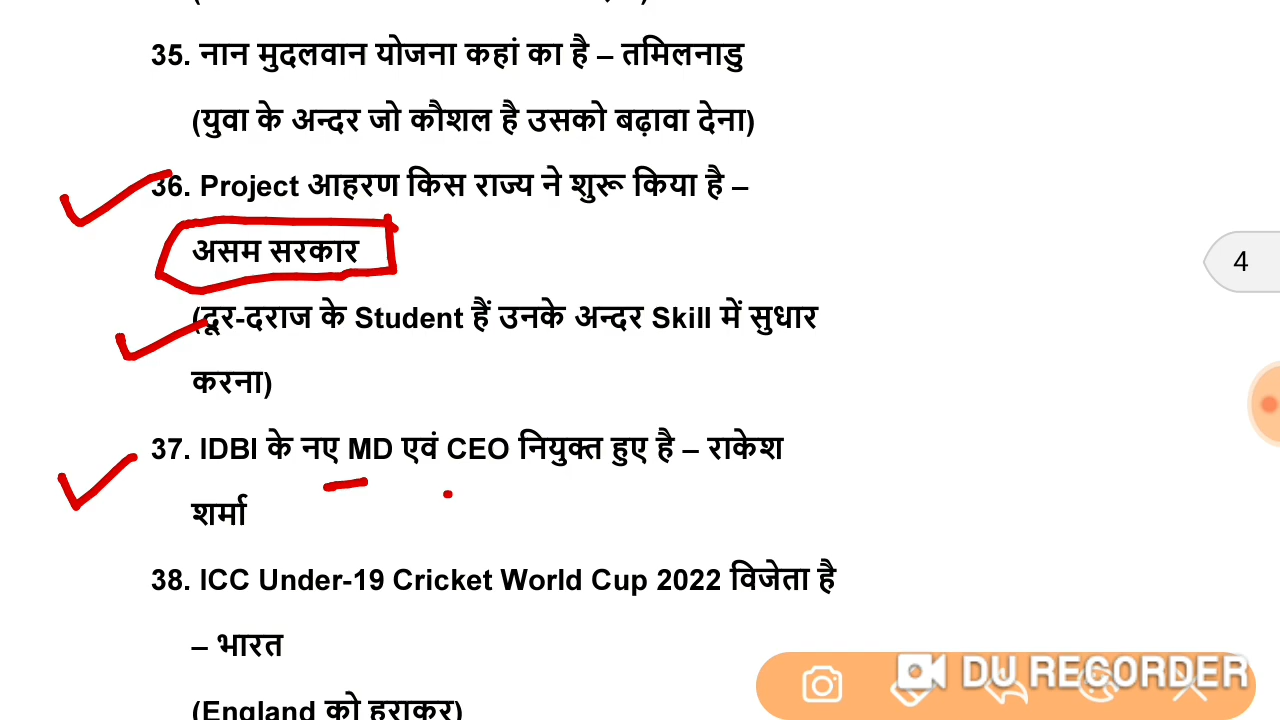 35. नान मुदलवान योजना कहां का है – तमिलनाडु
(युवा के अन्दर जो कौशल है उसको बढ़ावा देना)
36. Project आहरण किस राज्य ने शुरू किया है –
असम सरकार
(दूर-दराज के Student हैं उनके अन्दर Skill में सुधार
करना)
4
37. IDBI के नए MD एवं CEO नियुक्त हुए है – राकेश
शर्मा
38. ICC Under-19 Cricket World Cup 2022 विजेता है
– भारत
(England को हराकर)
DU RECORDER